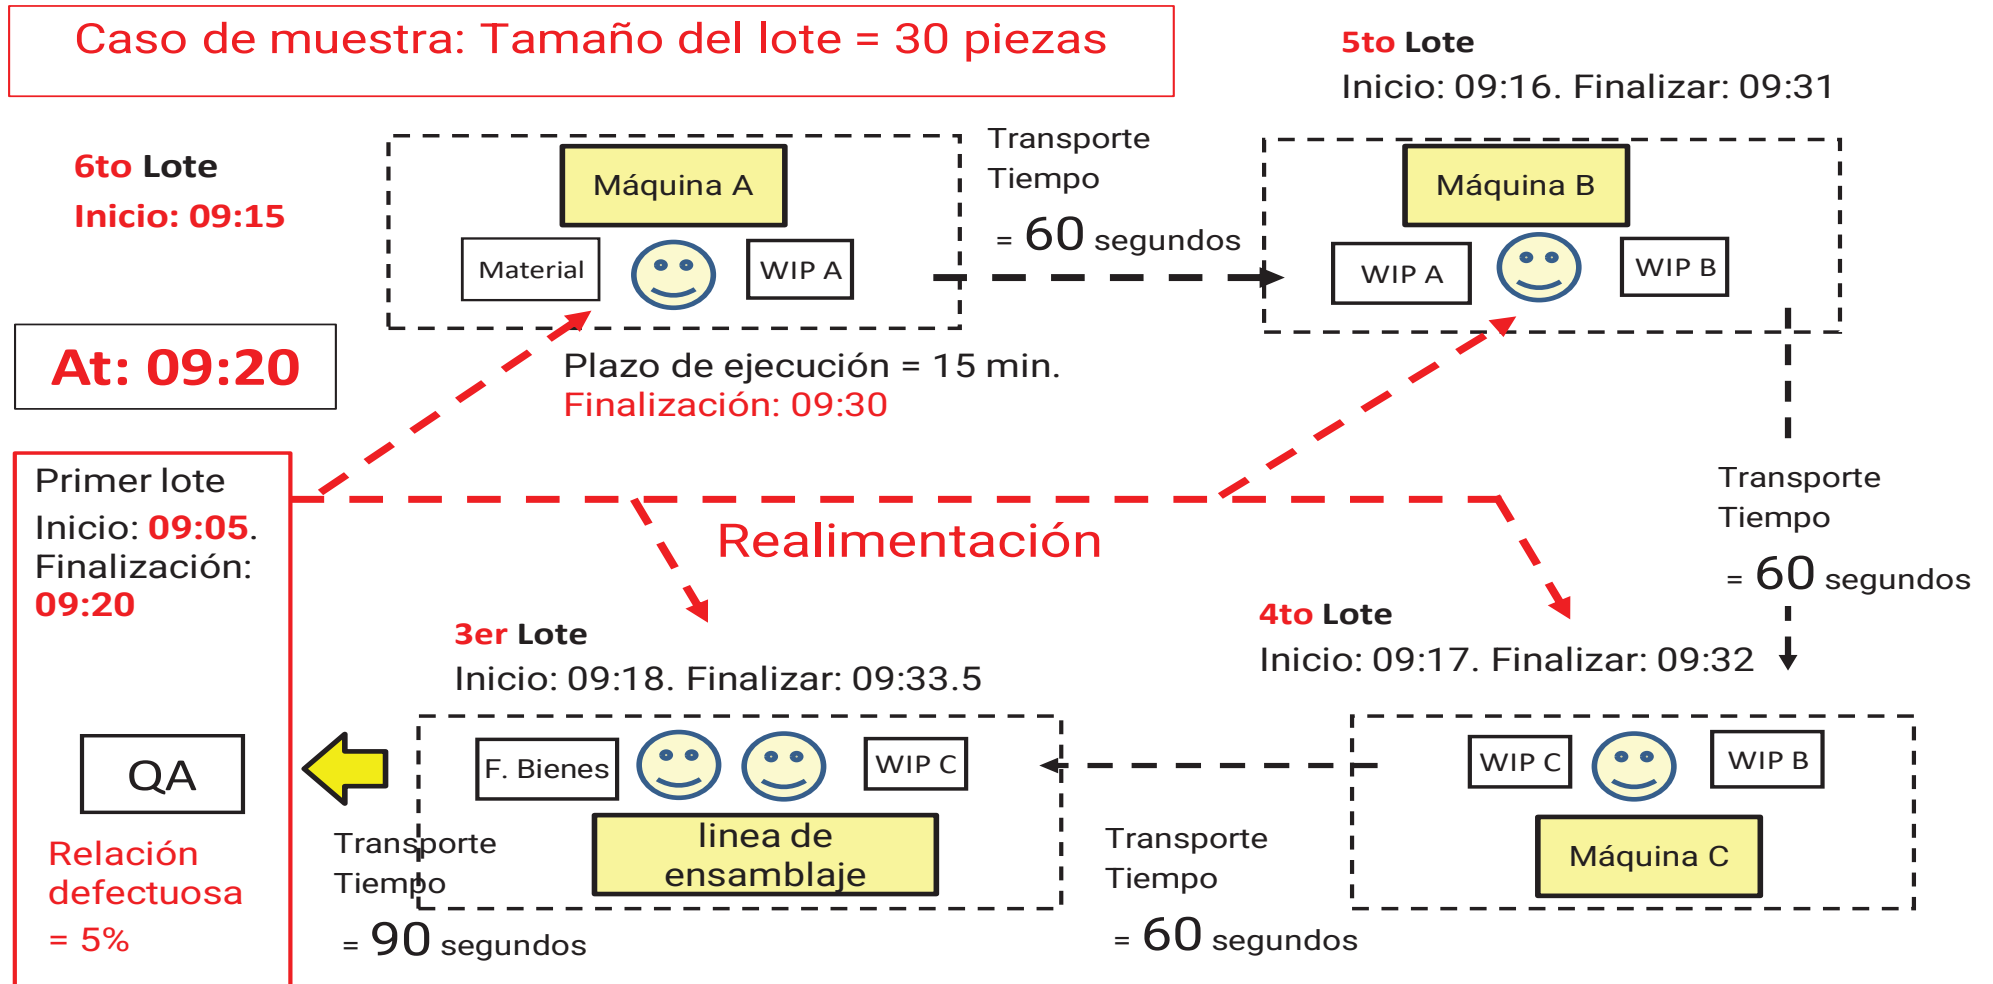 Caso de muestra: Tamaño del lote = 30 piezas
5to Lote
Inicio: 09:16. Finalizar: 09:31
6to Lote
Inicio: 09:15
Máquina A
Material
WIP A
Transporte
Tiempo
= 60 segundos
Máquina B
WIP A
WIP B
At: 09:20
Plazo de ejecución = 15 min.
Finalización: 09:30
Primer lote
Inicio: 09:05.
Finalización:
09:20
Realimentación
Transporte
Tiempo
= 60 segundos
3er Lote
Inicio: 09:18. Finalizar: 09:33.5
4to Lote
Inicio: 09:17. Finalizar: 09:32
QA
Relación
defectuosa
= 5%
F. Bienes
WIP C
linea de
ensamblaje
Transporte
Tiempo
= 90 segundos
Transporte
Tiempo
= 60 segundos
WIP C
WIP B
Máquina C